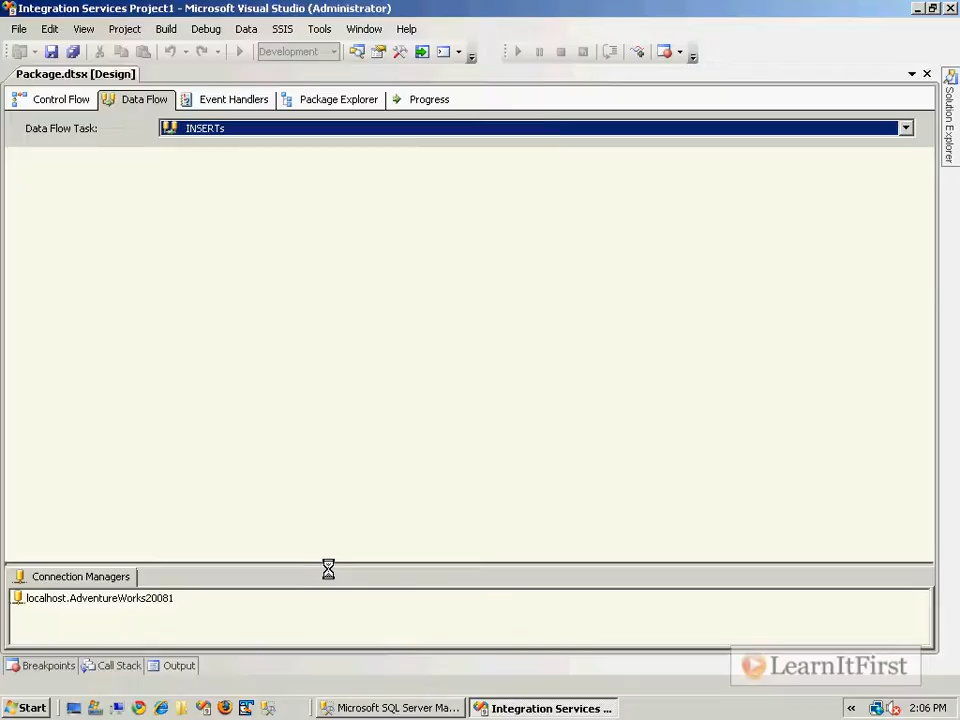 Integration Services Project1 - Microsoft Visual Studio (Administrator)
File Edit View Project Build Debug Data SSIS Tools Window Help
Development
Package.dtsx [Design]
Control Flow Data Flow Event Handlers Package Explorer Progress
Data Flow Task: INSERTs
Solution Explorer
Connection Managers
localhost.AdventureWorks20081
Breakpoints Call Stack Output
LearnItFirst
Start Microsoft SQL Server Ma... Integration Services ... « 2:06 PM